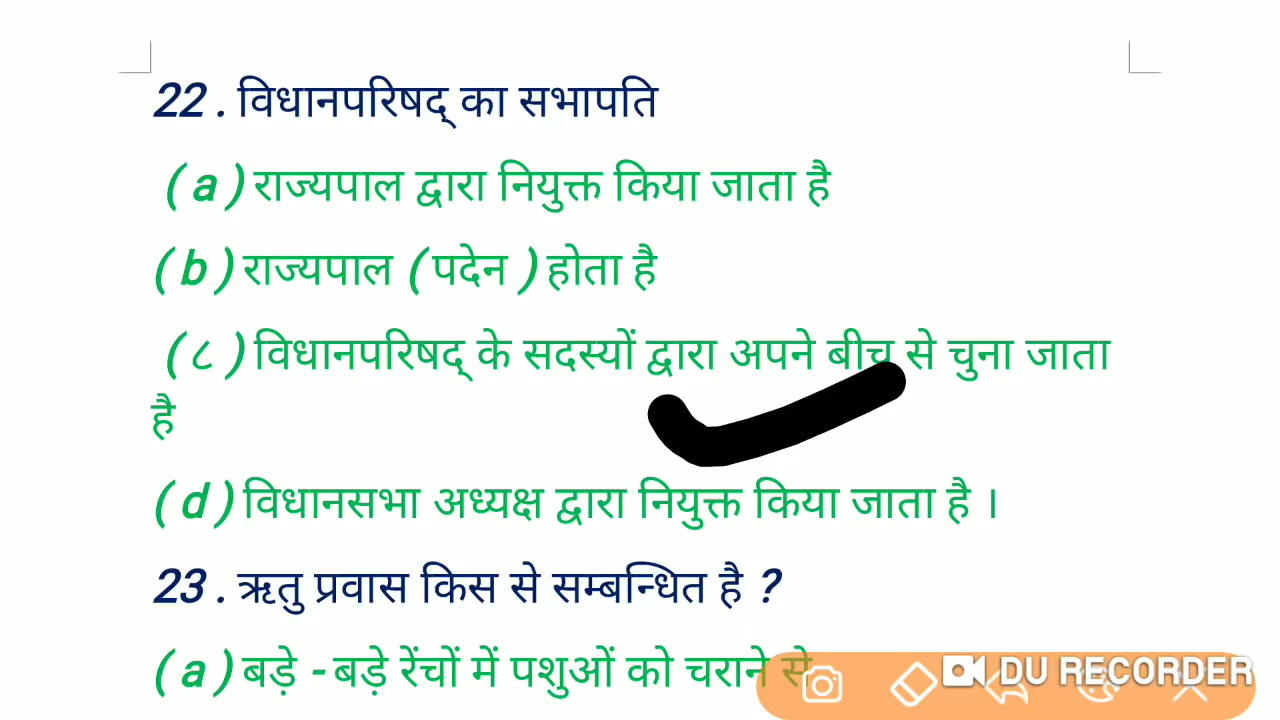 22 . विधानपरिषद् का सभापति
( a ) राज्यपाल द्वारा नियुक्त किया जाता है
( b ) राज्यपाल ( पदेन ) होता है
( ८ ) विधानपरिषद् के सदस्यों द्वारा अपने बीच से चुना जाता
है
( d ) विधानसभा अध्यक्ष द्वारा नियुक्त किया जाता है ।
23 . ऋतु प्रवास किस से सम्बन्धित है ?
( a ) बड़े - बड़े रेंचों में पशुओं को चराने से
DU RECORDER